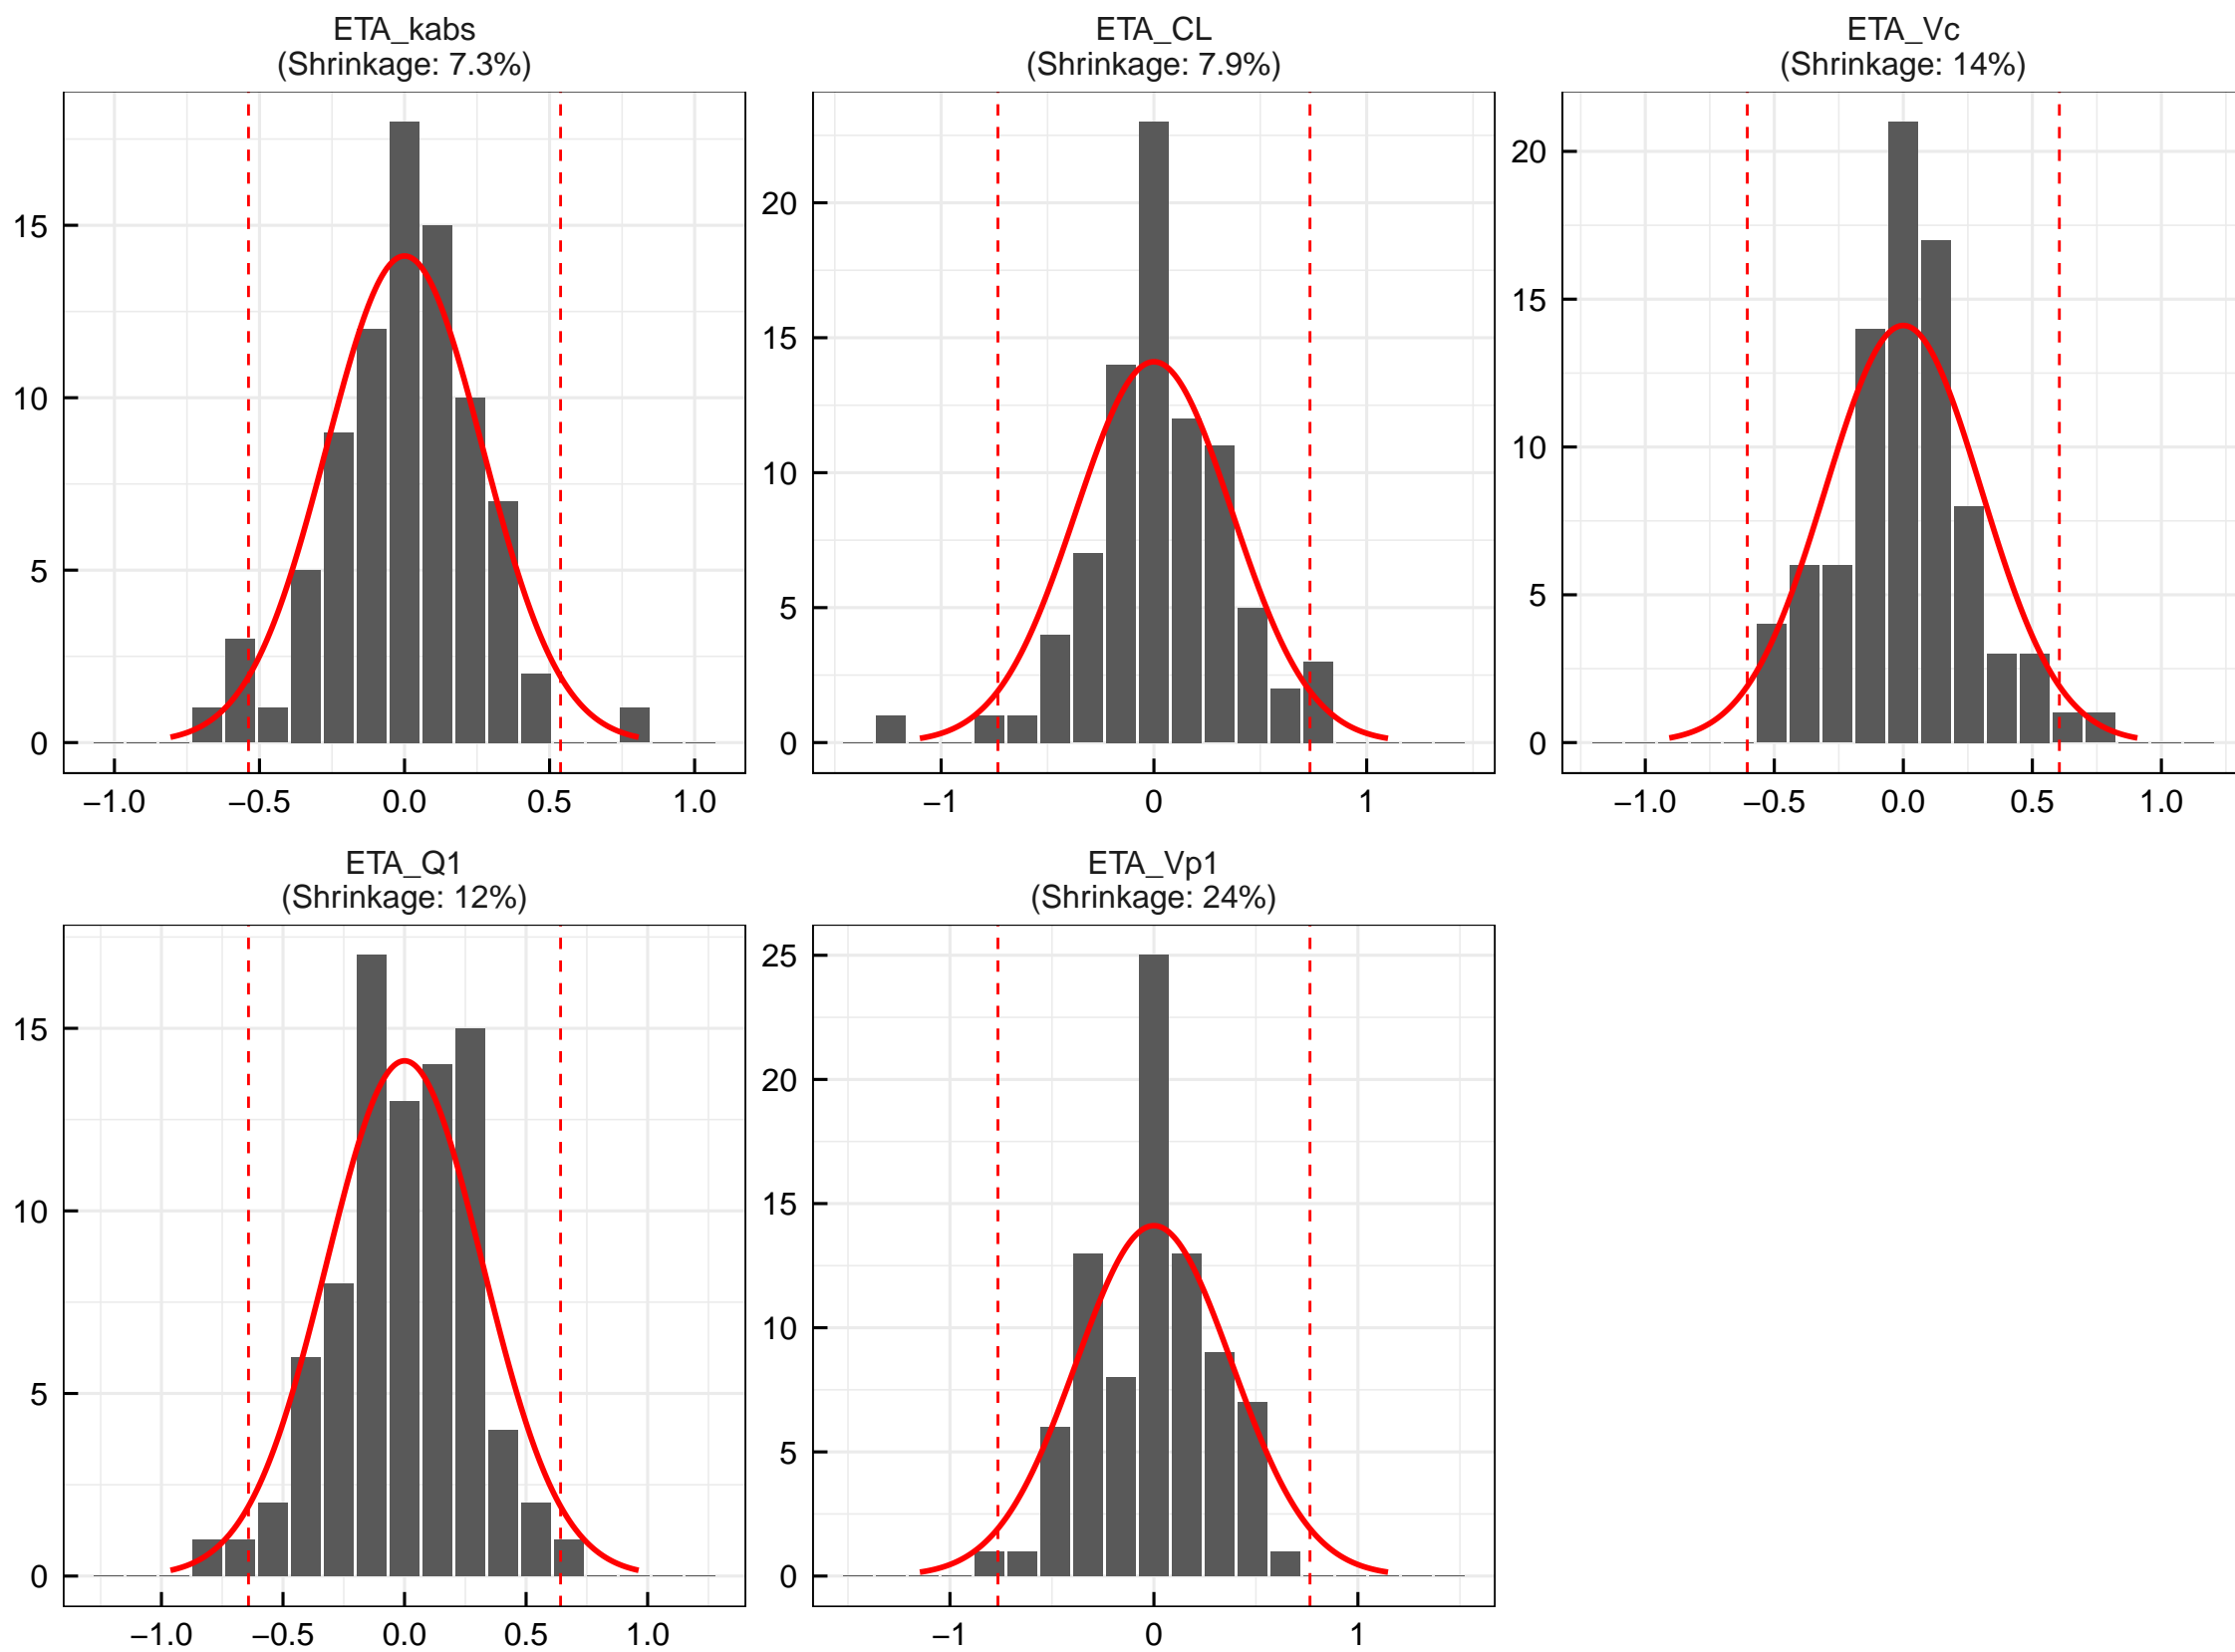 ETA_kabs
(Shrinkage: 7.3%)
ETA_CL
(Shrinkage: 7.9%)
ETA_Vc
(Shrinkage: 14%)
15
10
5
0
−1.0 −0.5 0.0 0.5 1.0
20
15
10
5
0
−1 0 1
20
15
10
5
0
−1.0 −0.5 0.0 0.5 1.0
ETA_Q1
(Shrinkage: 12%)
ETA_Vp1
(Shrinkage: 24%)
15
10
5
0
−1.0 −0.5 0.0 0.5 1.0
25
20
15
10
5
0
−1 0 1